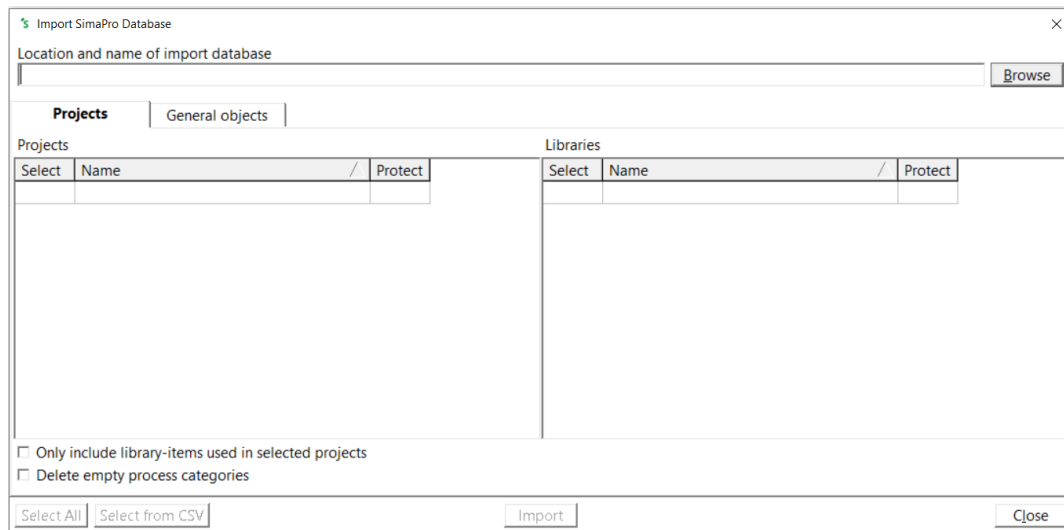 Import SimaPro Database
Location and name of import database
Browse
Projects General objects
Projects Libraries
Select Name Protect Select Name Protect
Only include library-items used in selected projects
Delete empty process categories
Select All Select from CSV Import Close